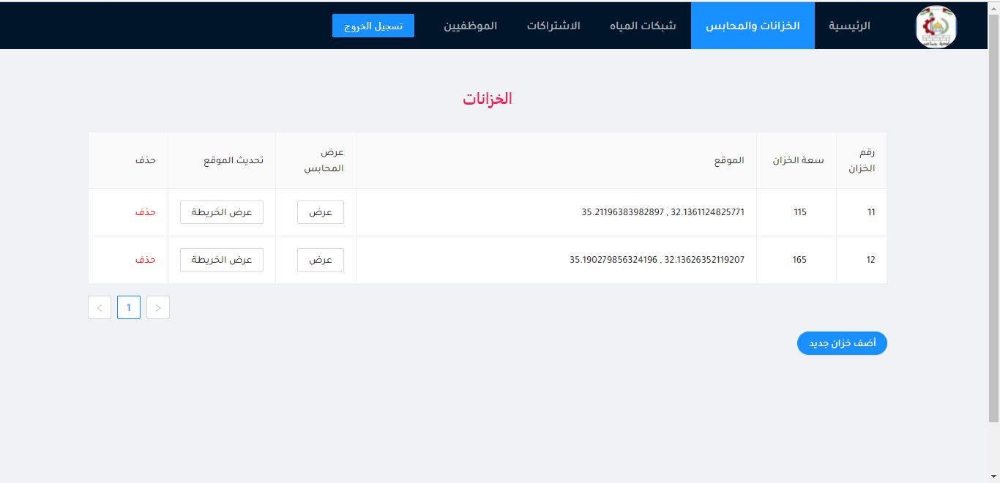 الرئيسية
الخزانات والمحابس
شبكات المياه
الاشتراكات
الموظفيين
تسجيل الخروج
الخزانات
رقم الخزان
سعة الخزان
الموقع
عرض المحابس
تحديث الموقع
حذف
11
115
35.21196383982897 , 32.1361124825771
عرض
عرض الخريطة
حذف
12
165
35.190279856324196 , 32.13626352119207
عرض
عرض الخريطة
حذف
1
أضف خزان جديد